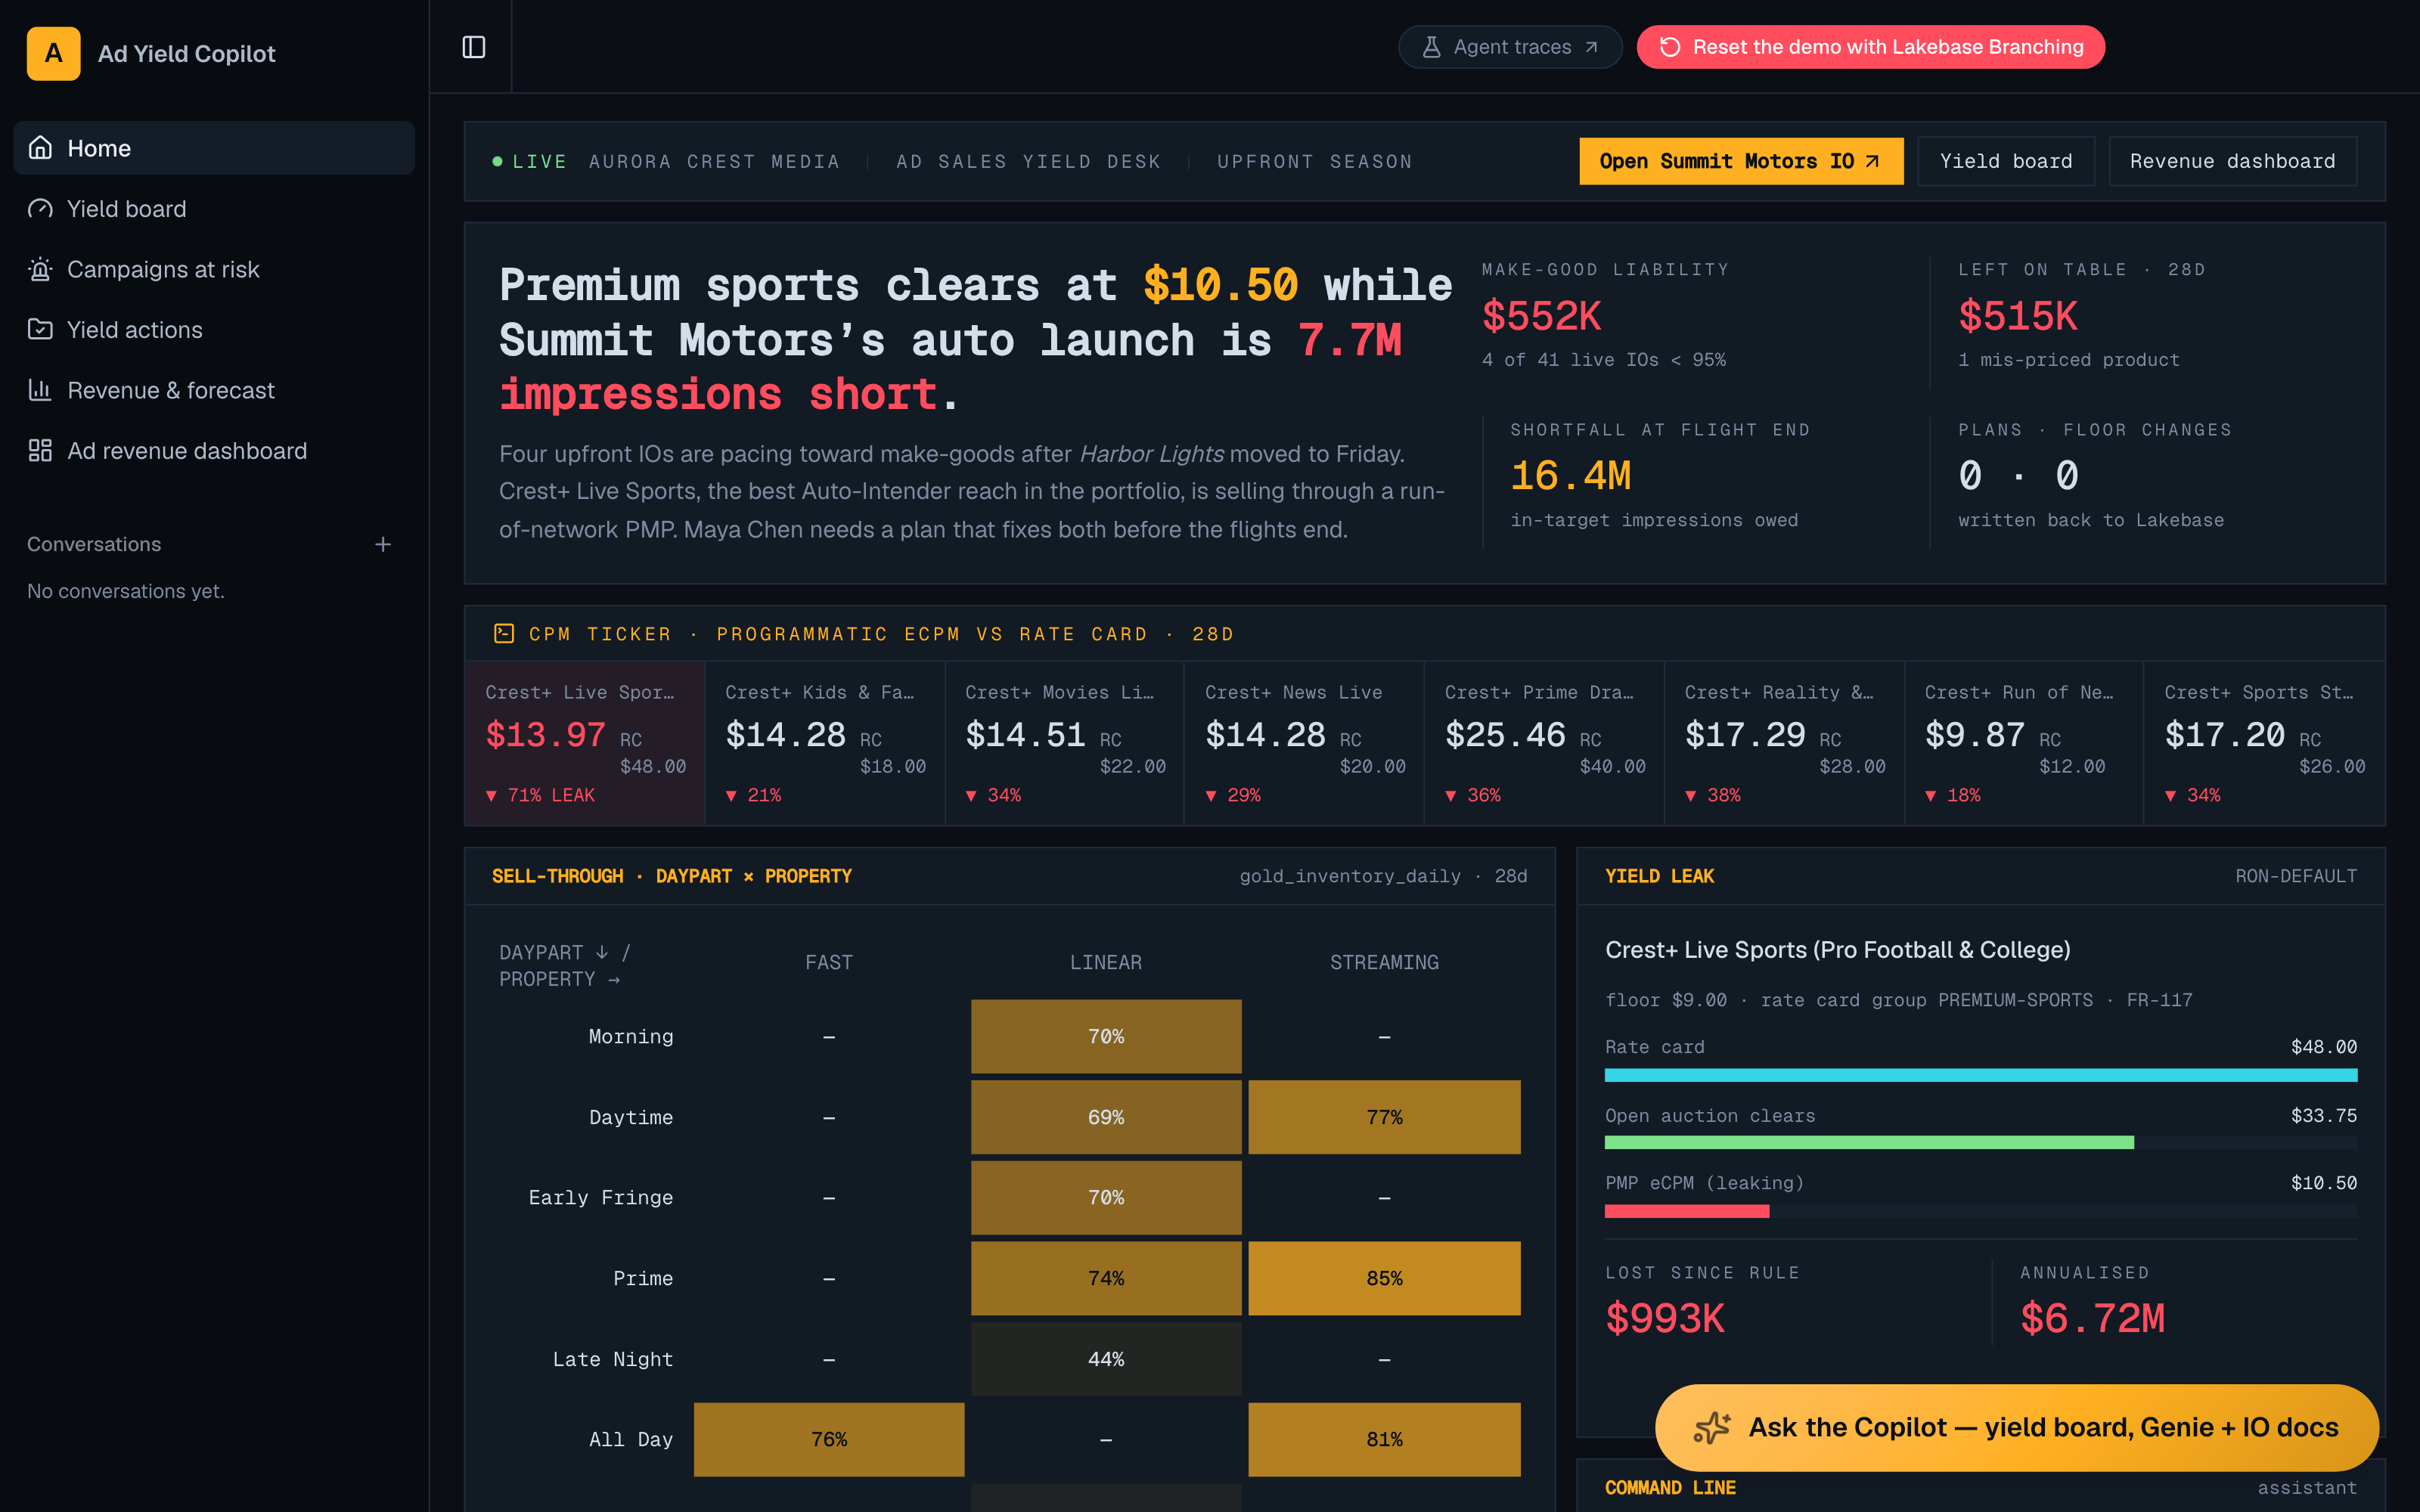 A
Ad Yield Copilot
Agent traces
Reset the demo with Lakebase Branching
Home
Yield board
Campaigns at risk
Yield actions
Revenue & forecast
Ad revenue dashboard
Conversations +
No conversations yet.
LIVE AURORA CREST MEDIA | AD SALES YIELD DESK | UPFRONT SEASON
Open Summit Motors IO ↗
Yield board
Revenue dashboard
Premium sports clears at $10.50 while
Summit Motors’s auto launch is 7.7M
impressions short.
Four upfront IOs are pacing toward make-goods after Harbor Lights moved to Friday.
Crest+ Live Sports, the best Auto-Intender reach in the portfolio, is selling through a run-
of-network PMP. Maya Chen needs a plan that fixes both before the flights end.
MAKE-GOOD LIABILITY
$552K
4 of 41 live IOs < 95%
LEFT ON TABLE · 28D
$515K
1 mis-priced product
SHORTFALL AT FLIGHT END
16.4M
in-target impressions owed
PLANS · FLOOR CHANGES
0 · 0
written back to Lakebase
CPM TICKER · PROGRAMMATIC ECPM VS RATE CARD · 28D
Crest+ Live Spor…
$13.97 RC
$48.00
▼ 71% LEAK
Crest+ Kids & Fa…
$14.28 RC
$18.00
▼ 21%
Crest+ Movies Li…
$14.51 RC
$22.00
▼ 34%
Crest+ News Live
$14.28 RC
$20.00
▼ 29%
Crest+ Prime Dra…
$25.46 RC
$40.00
▼ 36%
Crest+ Reality &…
$17.29 RC
$28.00
▼ 38%
Crest+ Run of Ne…
$9.87 RC
$12.00
▼ 18%
Crest+ Sports St…
$17.20 RC
$26.00
▼ 34%
SELL-THROUGH · DAYPART × PROPERTY
gold_inventory_daily · 28d
DAYPART ↓ /
PROPERTY →
FAST LINEAR STREAMING
Morning — 70% —
Daytime — 69% 77%
Early Fringe — 70% —
Prime — 74% 85%
Late Night — 44% —
All Day 76% — 81%
YIELD LEAK
RON-DEFAULT
Crest+ Live Sports (Pro Football & College)
floor $9.00 · rate card group PREMIUM-SPORTS · FR-117
Rate card $48.00
Open auction clears $33.75
PMP eCPM (leaking) $10.50
LOST SINCE RULE
$993K
ANNUALISED
$6.72M
Ask the Copilot — yield board, Genie + IO docs
COMMAND LINE
assistant